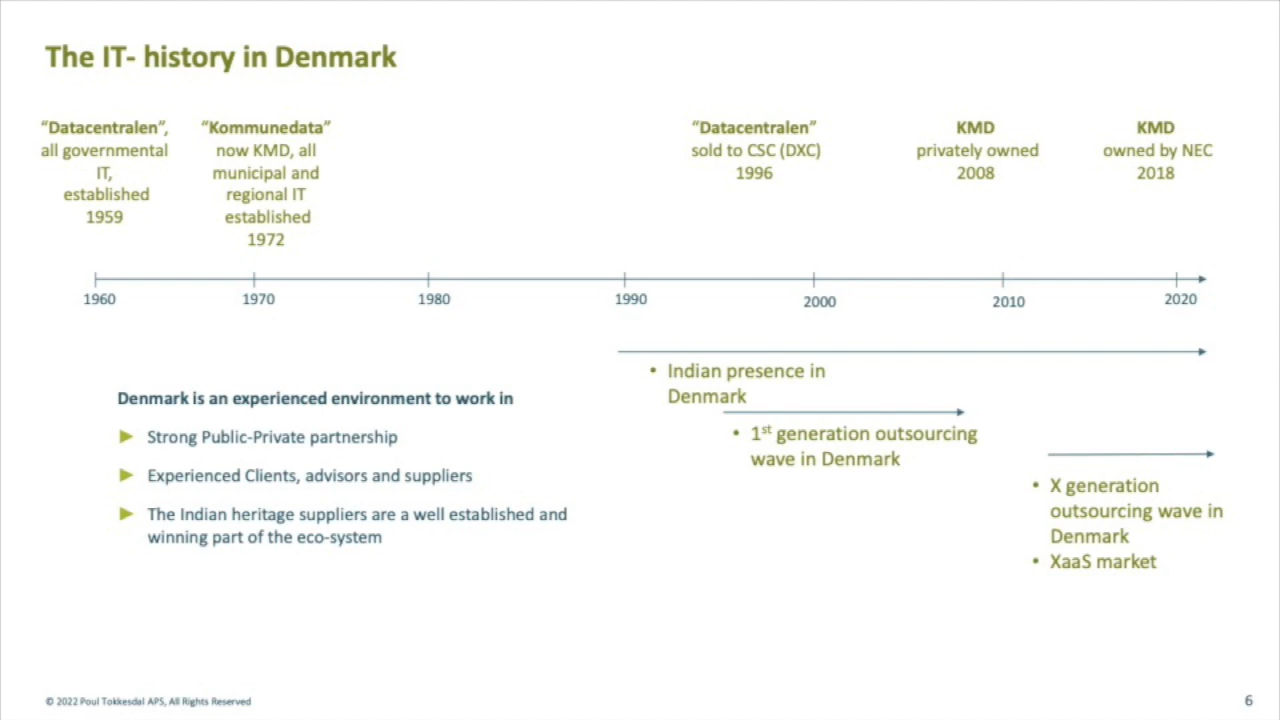 The IT- history in Denmark
“Datacentralen”,
all governmental
IT,
established
1959
“Kommunedata”
now KMD, all
municipal and
regional IT
established
1972
“Datacentralen”
sold to CSC (DXC)
1996
KMD
privately owned
2008
KMD
owned by NEC
2018
1960
1970
1980
1990
2000
2010
2020
• Indian presence in
Denmark
• 1st generation outsourcing
wave in Denmark
• X generation
outsourcing wave in
Denmark
• XaaS market
Denmark is an experienced environment to work in
► Strong Public-Private partnership
► Experienced Clients, advisors and suppliers
► The Indian heritage suppliers are a well established and
winning part of the eco-system
© 2022 Poul Tokkesdal APS, All Rights Reserved
6